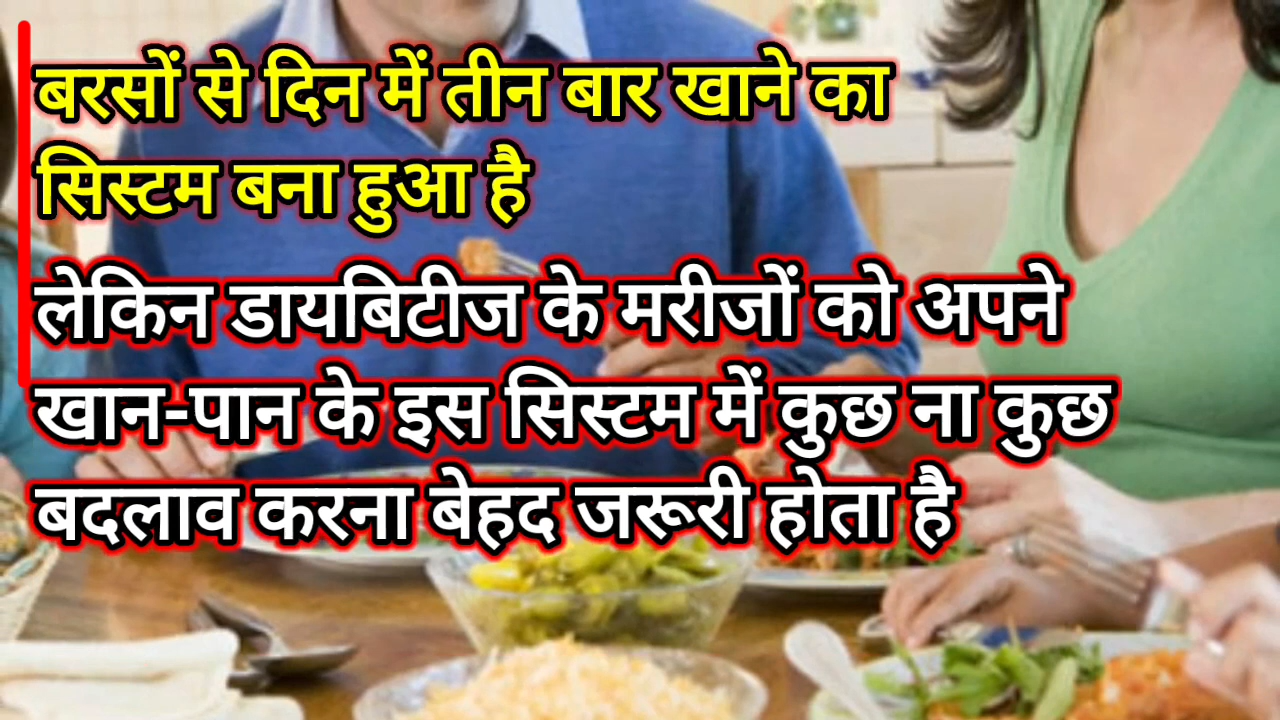 बरसों से दिन में तीन बार खाने का
सिस्टम बना हुआ है
लेकिन डायबिटीज के मरीजों को अपने
खान-पान के इस सिस्टम में कुछ ना कुछ
बदलाव करना बेहद जरूरी होता है